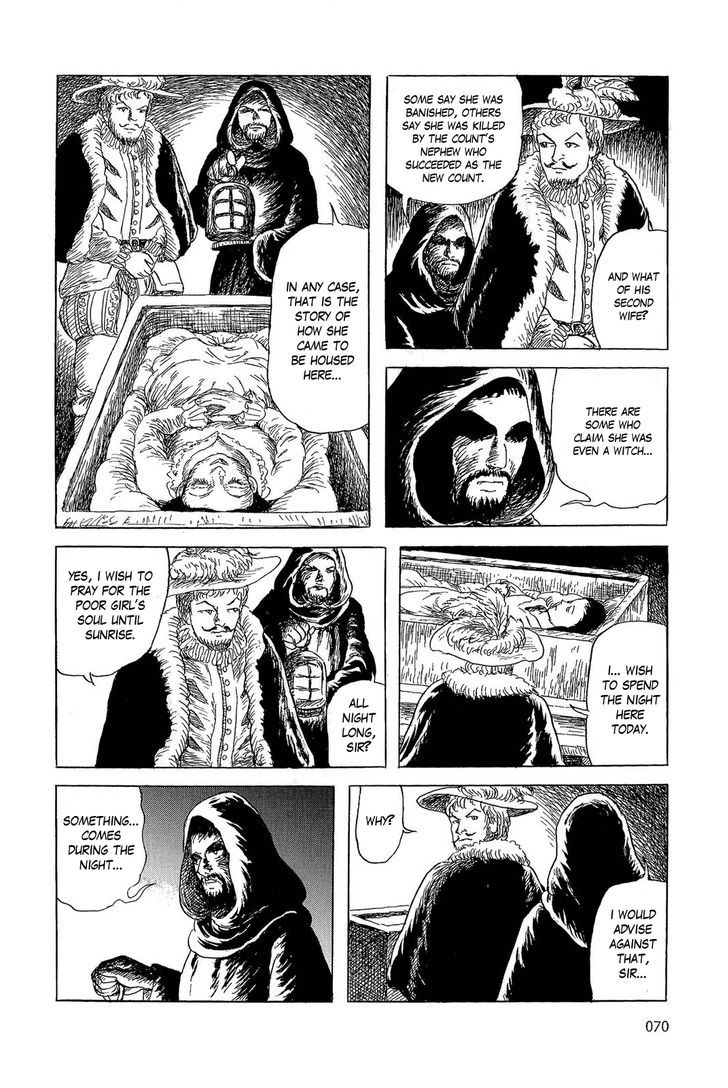 AND WHAT
OF HIS
SECOND
WIFE?
SOME SAY SHE WAS
BANISHED, OTHERS
SAY SHE WAS KILLED
BY THE COUNT'S
NEPHEW WHO
SUCCEEDED AS THE
NEW COUNT.
THERE ARE
SOME WHO
CLAIM SHE WAS
EVEN A WITCH...
IN ANY CASE,
THAT IS THE
STORY OF
HOW SHE
CAME TO
BE HOUSED
HERE...
I... WISH
TO SPEND
THE NIGHT
HERE
TODAY.
ALL
NIGHT
LONG,
SIR?
YES, I WISH TO
PRAY FOR THE
POOR GIRL'S
SOUL UNTIL
SUNRISE.
I WOULD
ADVISE
AGAINST
THAT,
SIR...
WHY?
SOMETHING...
COMES
DURING THE
NIGHT...
070